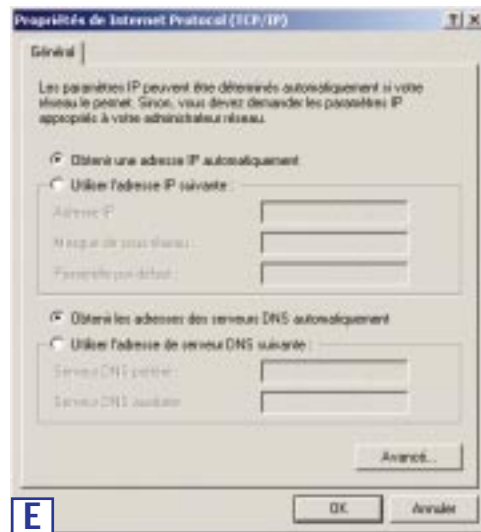 Propriétés de Internet Protocol (TCP/IP)
? X
Général
Les paramètres IP peuvent être déterminés automatiquement si votre
réseau le permet. Sinon, vous devez demander les paramètres IP
appropriés à votre administrateur réseau.
Obtenir une adresse IP automatiquement
Utiliser l'adresse IP suivante :
Adresse IP
Masque de sous-réseau :
Passerelle par défaut :
Obtenir les adresses des serveurs DNS automatiquement
Utiliser l'adresse de serveur DNS suivante :
Serveur DNS préféré :
Serveur DNS auxiliaire
Avancé...
OK
Annuler
E